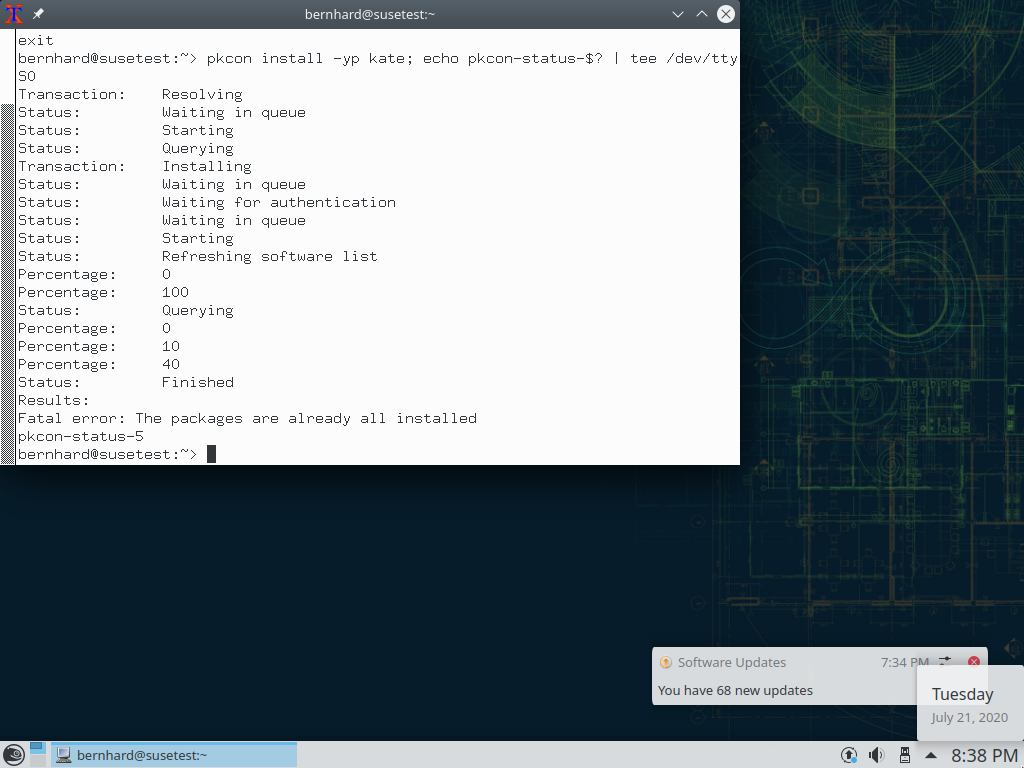 bernhard@susetest:~
exit
bernhard@susetest:~> pkcon install -yp kate; echo pkcon-status-$? | tee /dev/tty
S0
Transaction: Resolving
Status: Waiting in queue
Status: Starting
Status: Querying
Transaction: Installing
Status: Waiting in queue
Status: Waiting for authentication
Status: Waiting in queue
Status: Starting
Status: Refreshing software list
Percentage: 0
Percentage: 100
Status: Querying
Percentage: 0
Percentage: 10
Percentage: 40
Status: Finished
Results:
Fatal error: The packages are already all installed
pkcon-status-5
bernhard@susetest:~>
Software Updates 7:34 PM
You have 68 new updates
Tuesday
July 21, 2020
bernhard@susetest:~
8:38 PM